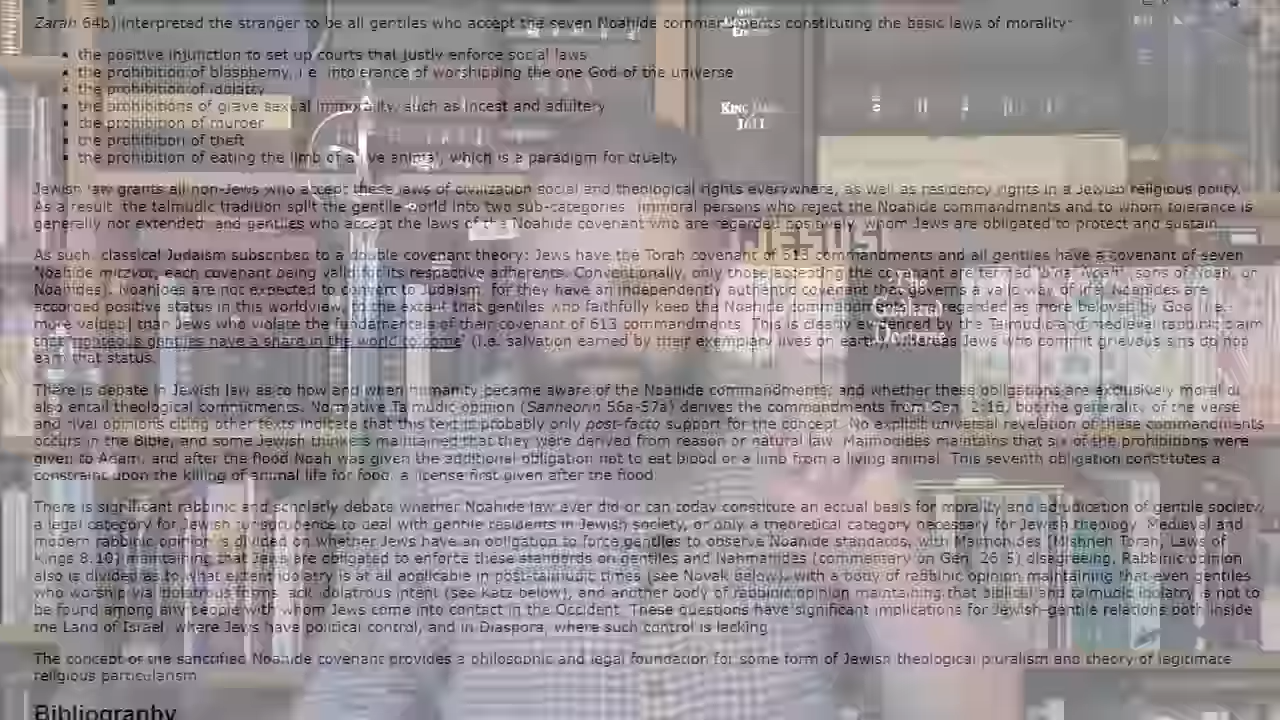 Zarah 64b) interpreted the stranger to be all gentiles who accept the seven Noahide commandments constituting the basic laws of morality:
• the positive injunction to set up courts that justly enforce social laws
• the prohibition of blasphemy, i.e. intolerance of worshipping the one God of the universe
• the prohibition of idolatry
• the prohibitions of grave sexual immorality, such as incest and adultery
• the prohibition of murder
• the prohibition of theft
• the prohibition of eating the limb of a live animal, which is a paradigm for cruelty
KING JAMES
Jewish law grants all non-Jews who accept these laws of civilization social and theological rights everywhere, as well as residency rights in a Jewish religious polity.
As a result, the talmudic tradition split the gentile world into two sub-categories: immoral persons who reject the Noahide commandments and to whom tolerance is
generally not extended, and gentiles who accept the laws of the Noahide covenant who are regarded positively, whom Jews are obligated to protect and sustain.
JESUS
As such, classical Judaism subscribed to a double covenant theory: Jews have the Torah covenant of 613 commandments and all gentiles have a covenant of seven
Noahide mitzvot, each covenant being valid for its respective adherents. Conventionally, only those accepting the covenant are termed b'nai Noah, sons of Noah, or
Noahides). Noahides are not expected to convert to Judaism, for they have an independently authentic covenant that governs a valid way of life. Noahides are
accorded positive status in this worldview, to the extent that gentiles who faithfully keep the Noahide commandments regarded as more beloved by God (i.e.
more valued) than Jews who violate the fundamentals of their covenant of 613 commandments. This is clearly evidenced by the Talmudic and medieval rabbinic claim
that "righteous gentiles have a share in the world to come" (i.e. salvation earned by their exemplary lives on earth), whereas Jews who commit grievous sins do not
earn that status.
There is debate in Jewish law as to how and when humanity became aware of the Noahide commandments, and whether these obligations are exclusively moral or
also entail theological commitments. Normative Talmudic opinion (Sanhedrin 56a-57a) derives the commandments from Gen. 2:16, but the generality of the verse
and rival opinions citing other texts indicate that this text is probably only post-facto support for the concept. No explicit universal revelation of these commandments
occurs in the Bible, and some Jewish thinkers maintained that they were derived from reason or natural law. Maimonides maintains that six of the prohibitions were
given to Adam, and after the flood Noah was given the additional obligation not to eat blood or a limb from a living animal. This seventh obligation constitutes a
constraint upon the killing of animal life for food, a license first given after the flood.
There is significant rabbinic and scholarly debate whether Noahide law ever did or can today constitute an actual basis for morality and adjudication of gentile society,
a legal category for Jewish jurisprudence to deal with gentile residents in Jewish society, or only a theoretical category necessary for Jewish theology. Medieval and
modern rabbinic opinion is divided on whether Jews have an obligation to force gentiles to observe Noahide standards, with Maimonides (Mishneh Torah, Laws of
Kings 8:10) maintaining that Jews are obligated to enforce these standards on gentiles and Nahmanides (commentary on Gen. 26:5) disagreeing. Rabbinic opinion
also is divided as to what extent idolatry is at all applicable in post-talmudic times (see Novak below), with a body of rabbinic opinion maintaining that even gentiles
who worship via idolatrous forms lack idolatrous intent (see Katz below), and another body of rabbinic opinion maintaining that biblical and talmudic idolatry is not to
be found among any people with whom Jews come into contact in the Occident. These questions have significant implications for Jewish-gentile relations both inside
the Land of Israel, where Jews have political control, and in Diaspora, where such control is lacking.
The concept of the sanctified Noahide covenant provides a philosophic and legal foundation for some form of Jewish theological pluralism and theory of legitimate
religious particularism.
Bibliography